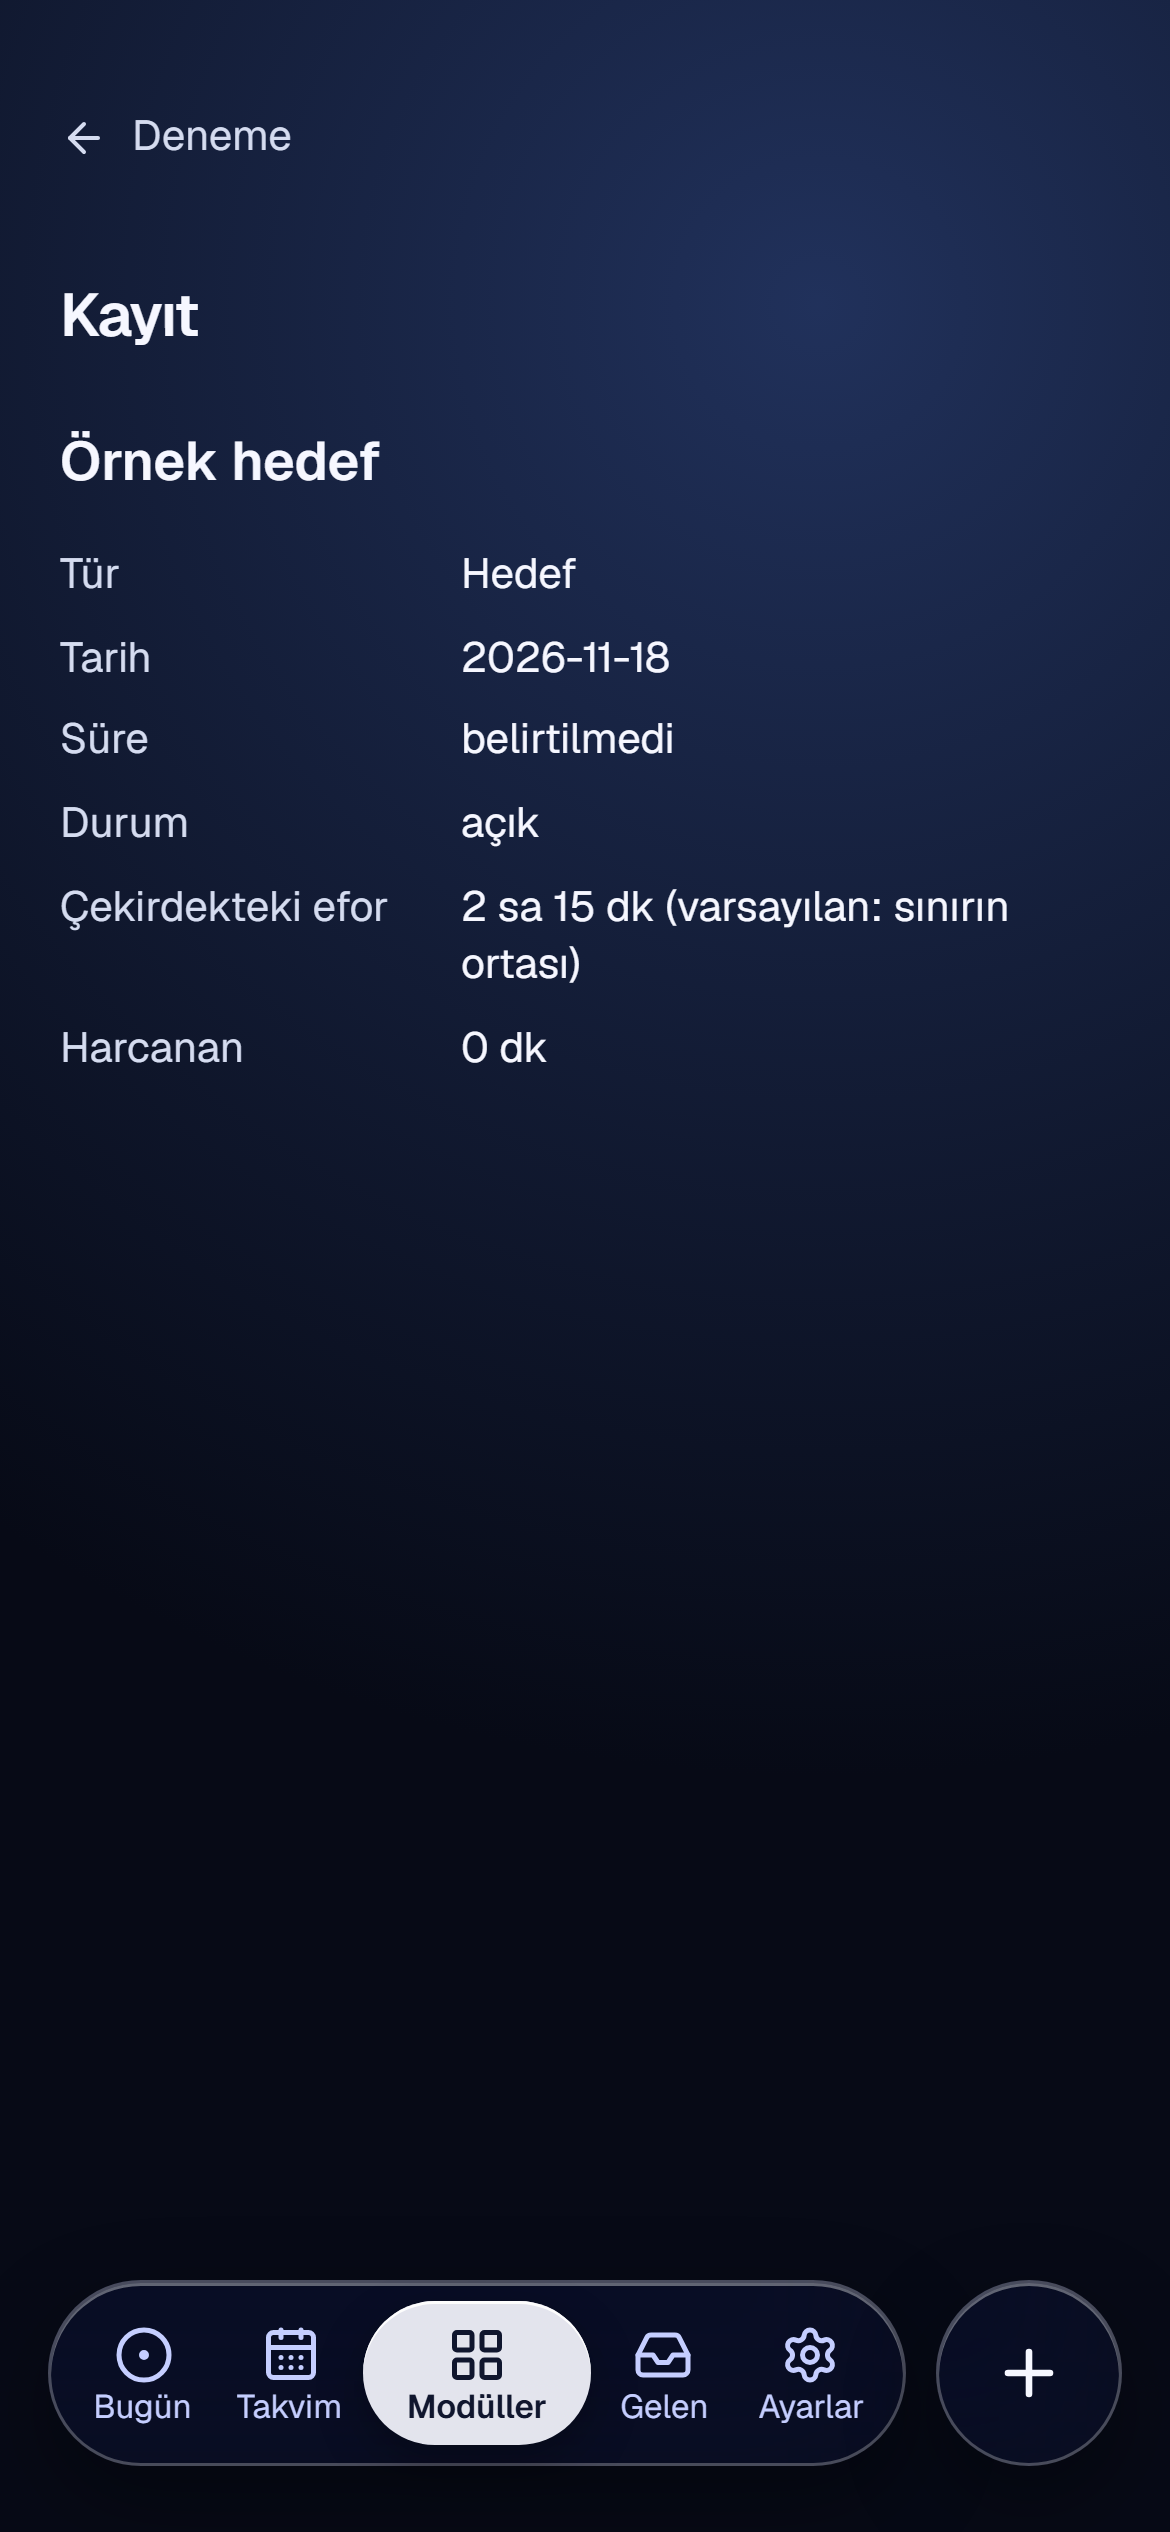 Deneme
Kayıt
Örnek hedef
Tür Hedef
Tarih 2026-11-18
Süre belirtilmedi
Durum açık
Çekirdekteki efor 2 sa 15 dk (varsayılan: sınırın
ortası)
Harcanan 0 dk
Bugün Takvim Modüller Gelen Ayarlar